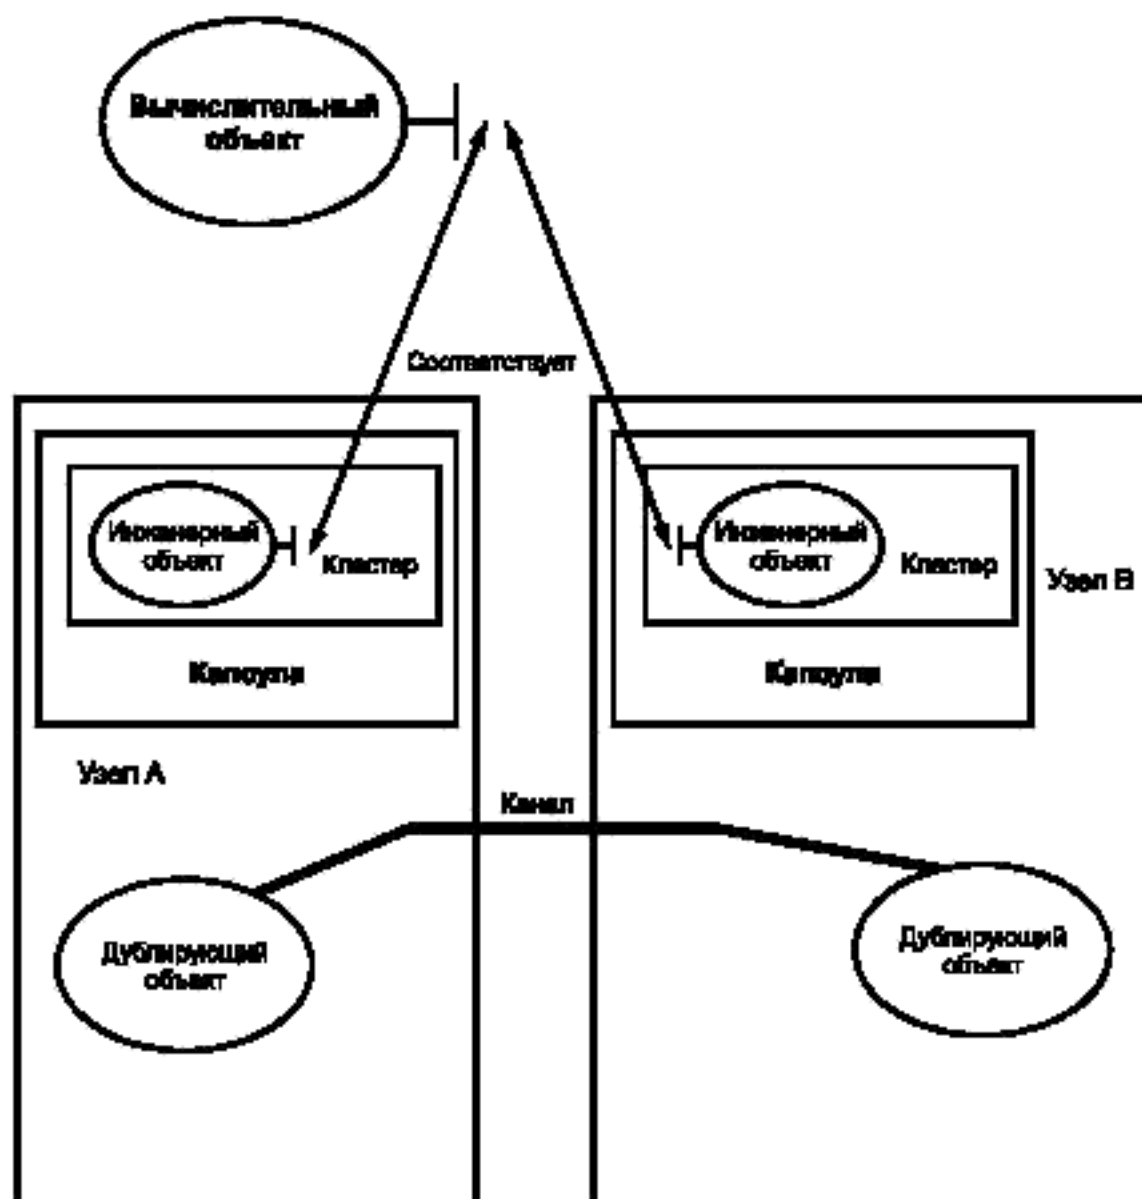 Вычислительный
объект
Соответствует
Инженерный
объект
Кластер
Капсула
Узел А
Инженерный
объект
Кластер
Узел В
Капсула
Канал
Дублирующий
объект
Дублирующий
объект